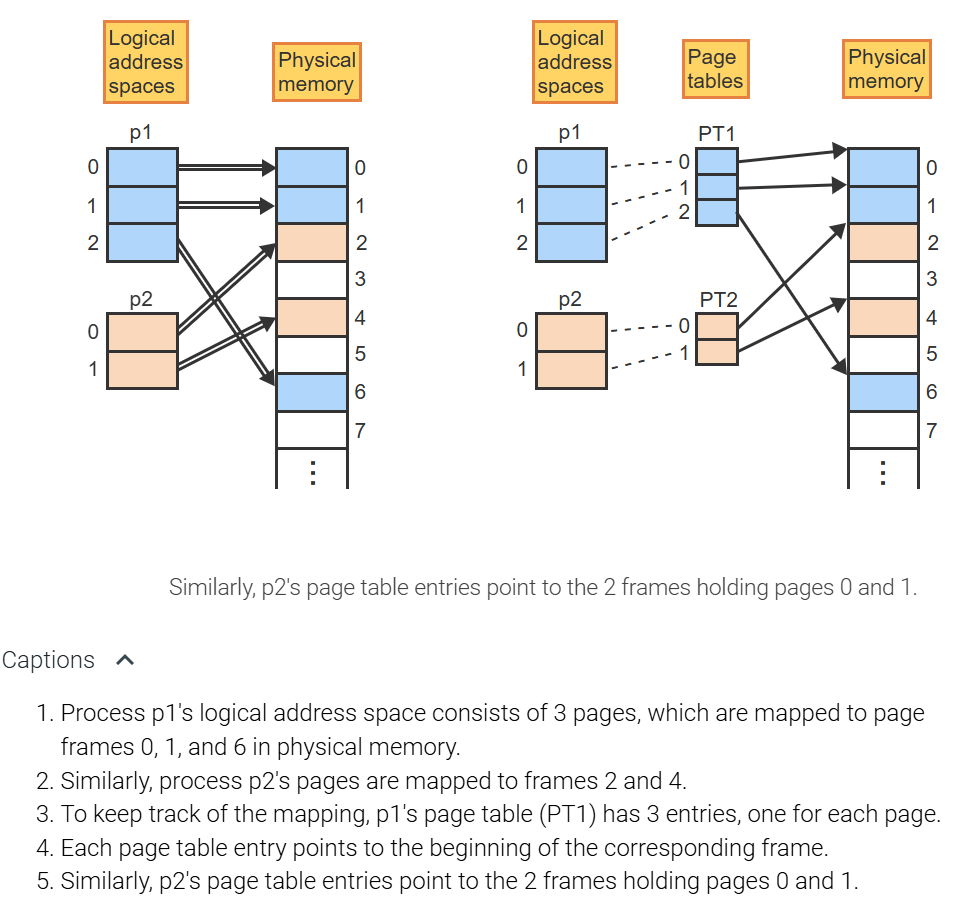 Logical
address
spaces
Physical
memory
p1
0
1
2
p2
0
1
0
1
2
3
4
5
6
7
⋮
Logical
address
spaces
Page
tables
Physical
memory
p1
0
1
2
p2
0
1
PT1
0
1
2
PT2
0
1
0
1
2
3
4
5
6
7
⋮
Similarly, p2's page table entries point to the 2 frames holding pages 0 and 1.
Captions
1. Process p1's logical address space consists of 3 pages, which are mapped to page
frames 0, 1, and 6 in physical memory.
2. Similarly, process p2's pages are mapped to frames 2 and 4.
3. To keep track of the mapping, p1's page table (PT1) has 3 entries, one for each page.
4. Each page table entry points to the beginning of the corresponding frame.
5. Similarly, p2's page table entries point to the 2 frames holding pages 0 and 1.